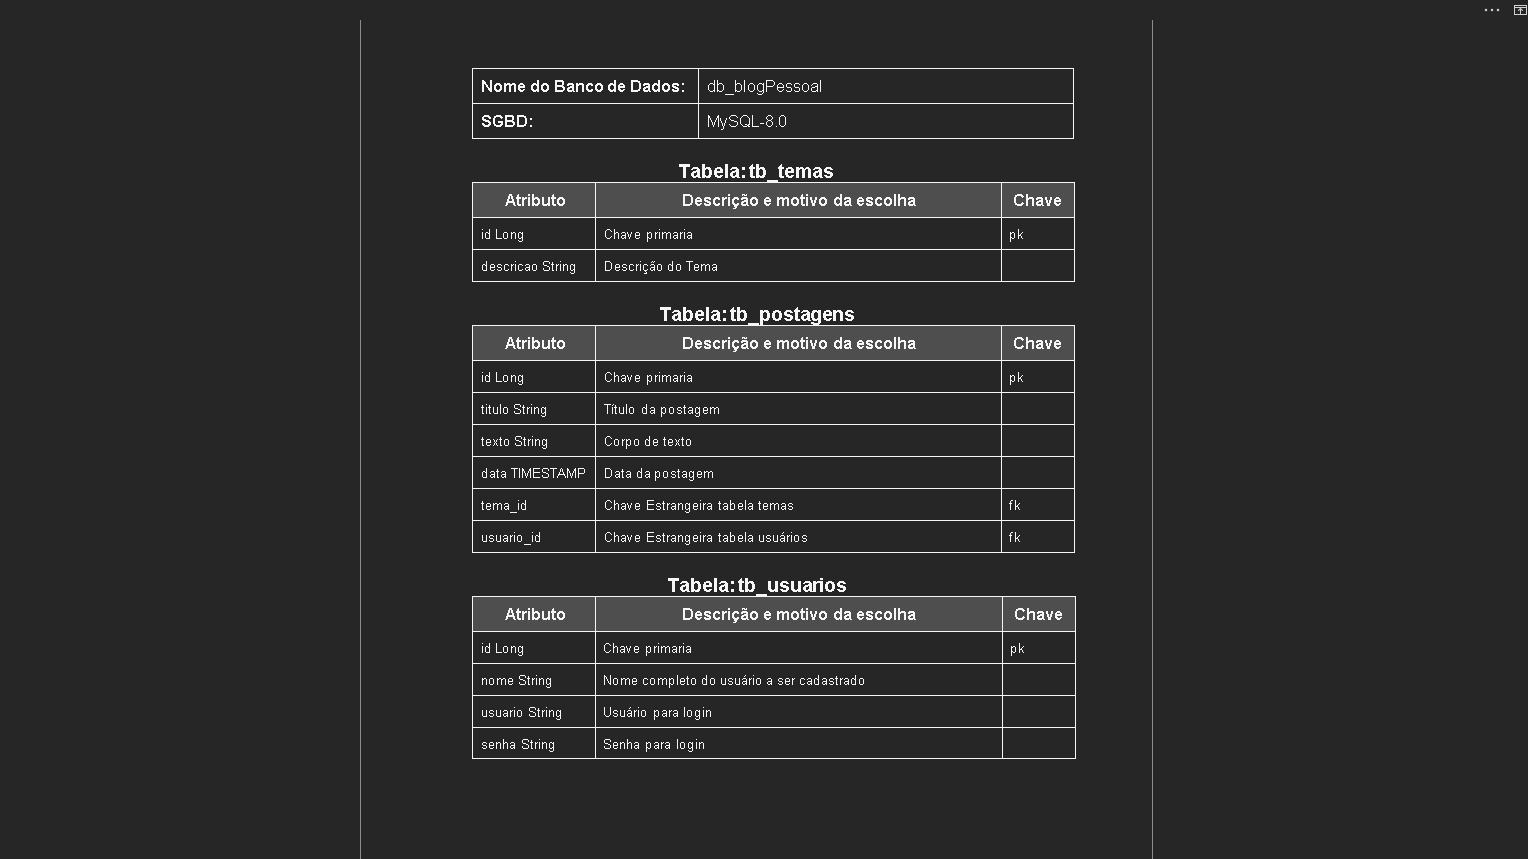 Nome do Banco de Dados: db_blogPessoal
SGBD: MySQL-8.0
Tabela:tb_temas
Atributo Descrição e motivo da escolha Chave
id Long Chave primaria pk
descricao String Descrição do Tema
Tabela:tb_postagens
Atributo Descrição e motivo da escolha Chave
id Long Chave primaria pk
titulo String Título da postagem
texto String Corpo de texto
data TIMESTAMP Data da postagem
tema_id Chave Estrangeira tabela temas fk
usuario_id Chave Estrangeira tabela usuários fk
Tabela:tb_usuarios
Atributo Descrição e motivo da escolha Chave
id Long Chave primaria pk
nome String Nome completo do usuário a ser cadastrado
usuario String Usuário para login
senha String Senha para login